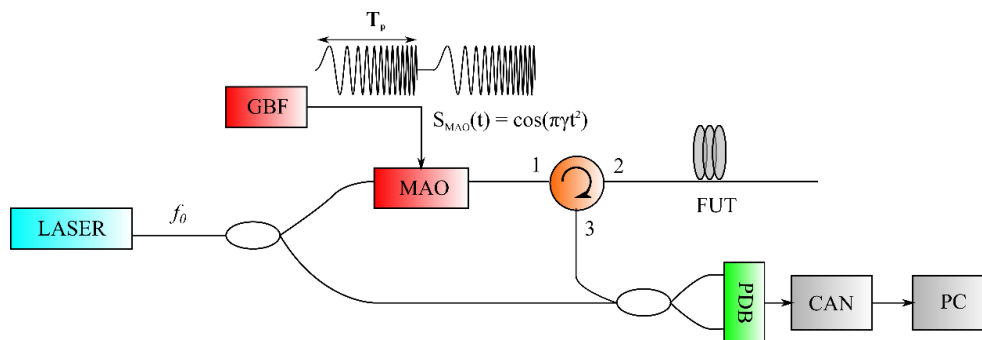 Tₚ
GBF
S_MAO(t) = cos(πγt²)
MAO
1
2
3
FUT
LASER
f₀
PDB
CAN
PC